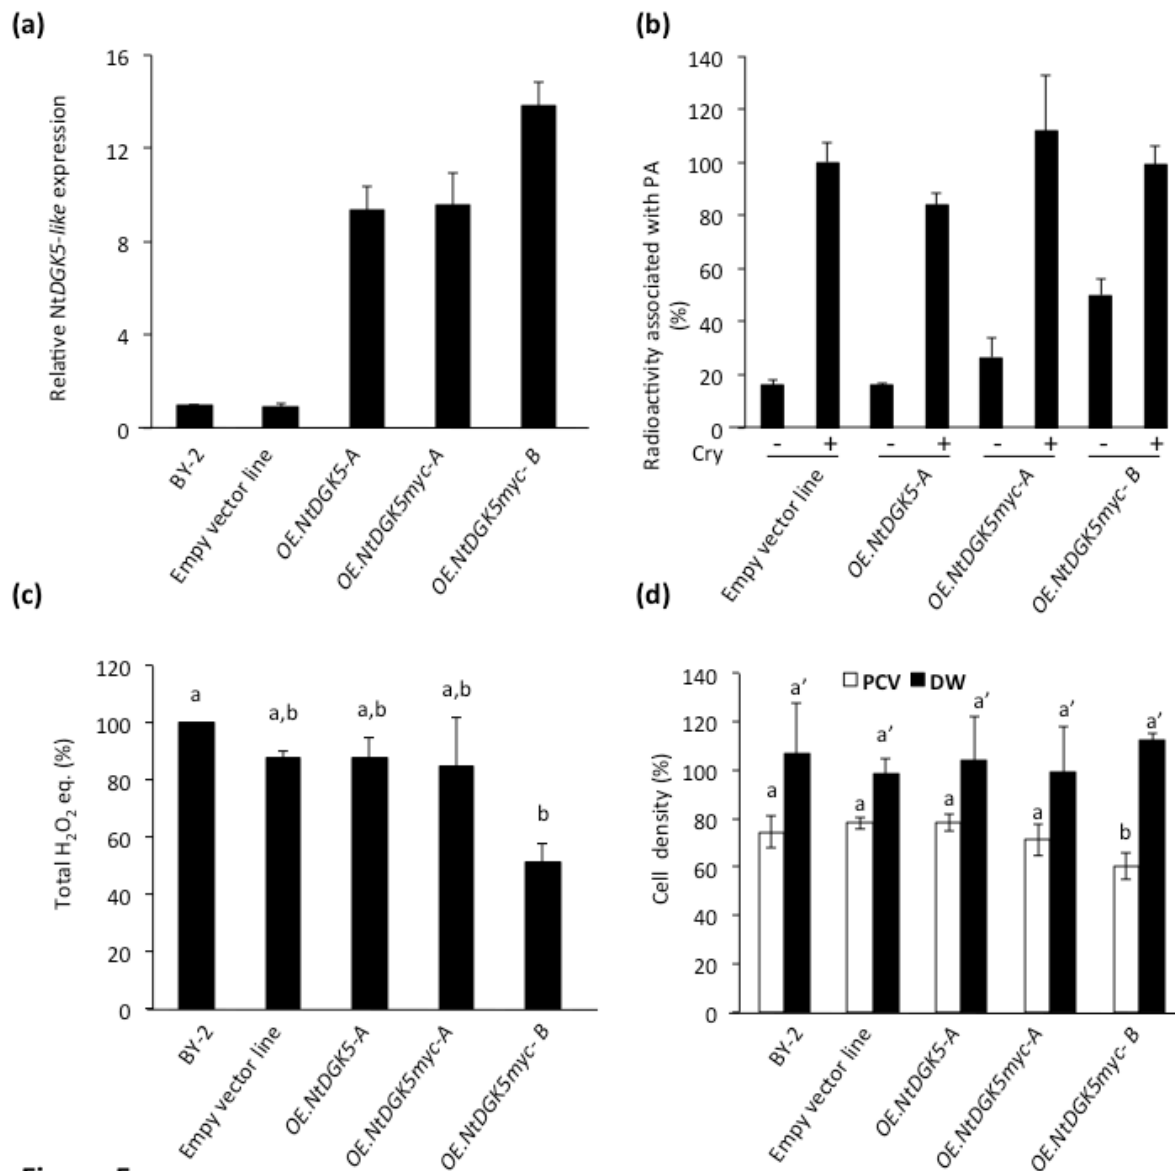 (a)
16
12
8
4
0
Relative NtDGK5-like expression
BY-2
Empy vector line
OE.NtDGK5-A
OE.NtDGK5myc-A
OE.NtDGK5myc- B
(b)
140
120
100
80
60
40
20
0
Radioactivity associated with PA
(%)
Cry - + - + - + - +
Empy vector line
OE.NtDGK5-A
OE.NtDGK5myc-A
OE.NtDGK5myc- B
(c)
120
100
80
60
40
20
0
Total H₂O₂ eq. (%)
a
a,b
a,b
a,b
b
BY-2
Empty vector line
OE.NtDGK5-A
OE.NtDGK5myc-A
OE.NtDGK5myc- B
(d)
140
120
100
80
60
40
20
0
Cell density (%)
PCV DW
a a'
a a'
a a'
a a'
b a'
BY-2
Empty vector line
OE.NtDGK5-A
OE.NtDGK5myc-A
OE.NtDGK5myc- B